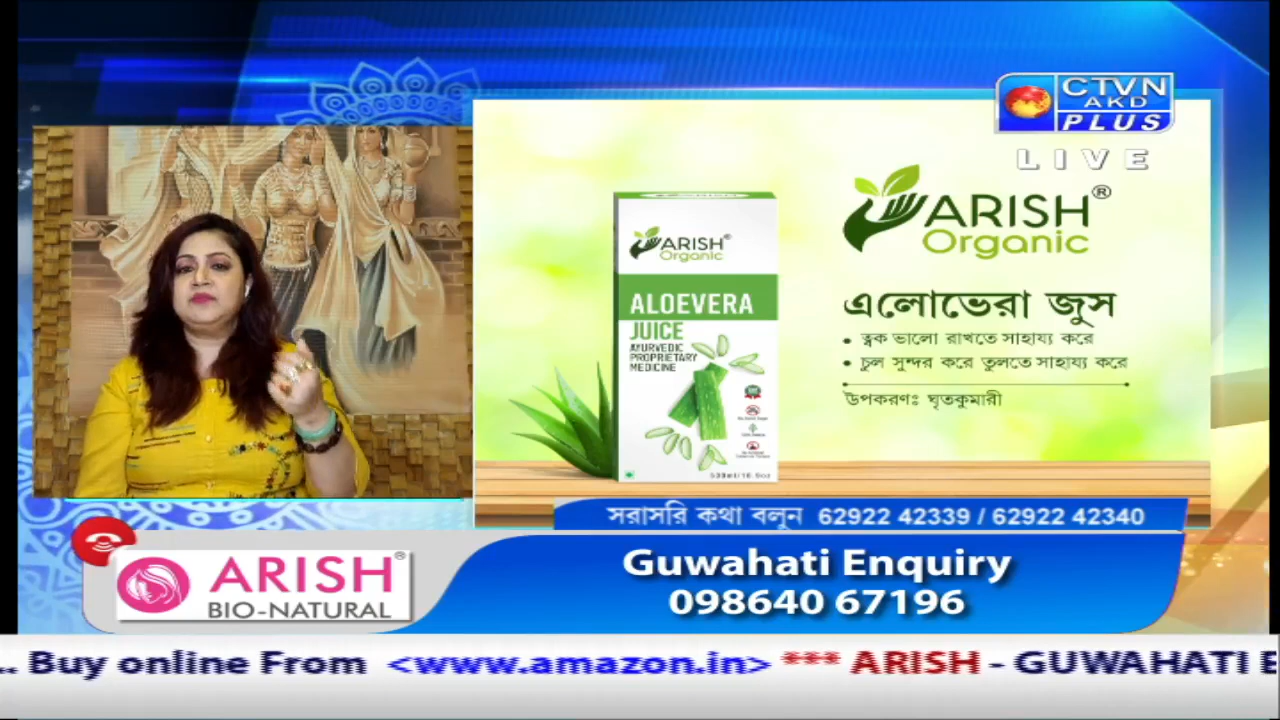 CTVN
AKD
PLUS
LIVE
ARISH®
Organic
ARISH®
Organic
ALOEVERA
JUICE
AYURVEDIC
PROPRIETARY
MEDICINE
এলোভেরা জুস
• ত্বক ভালো রাখতে সাহায্য করে
• চুল সুন্দর করে তুলতে সাহায্য করে
উপকরণঃ ঘৃতকুমারী
সরাসরি কথা বলুন 62922 42339 / 62922 42340
ARISH®
BIO-NATURAL
Guwahati Enquiry
098640 67196
.. Buy online From <www.amazon.in> *** ARISH - GUWAHATI E